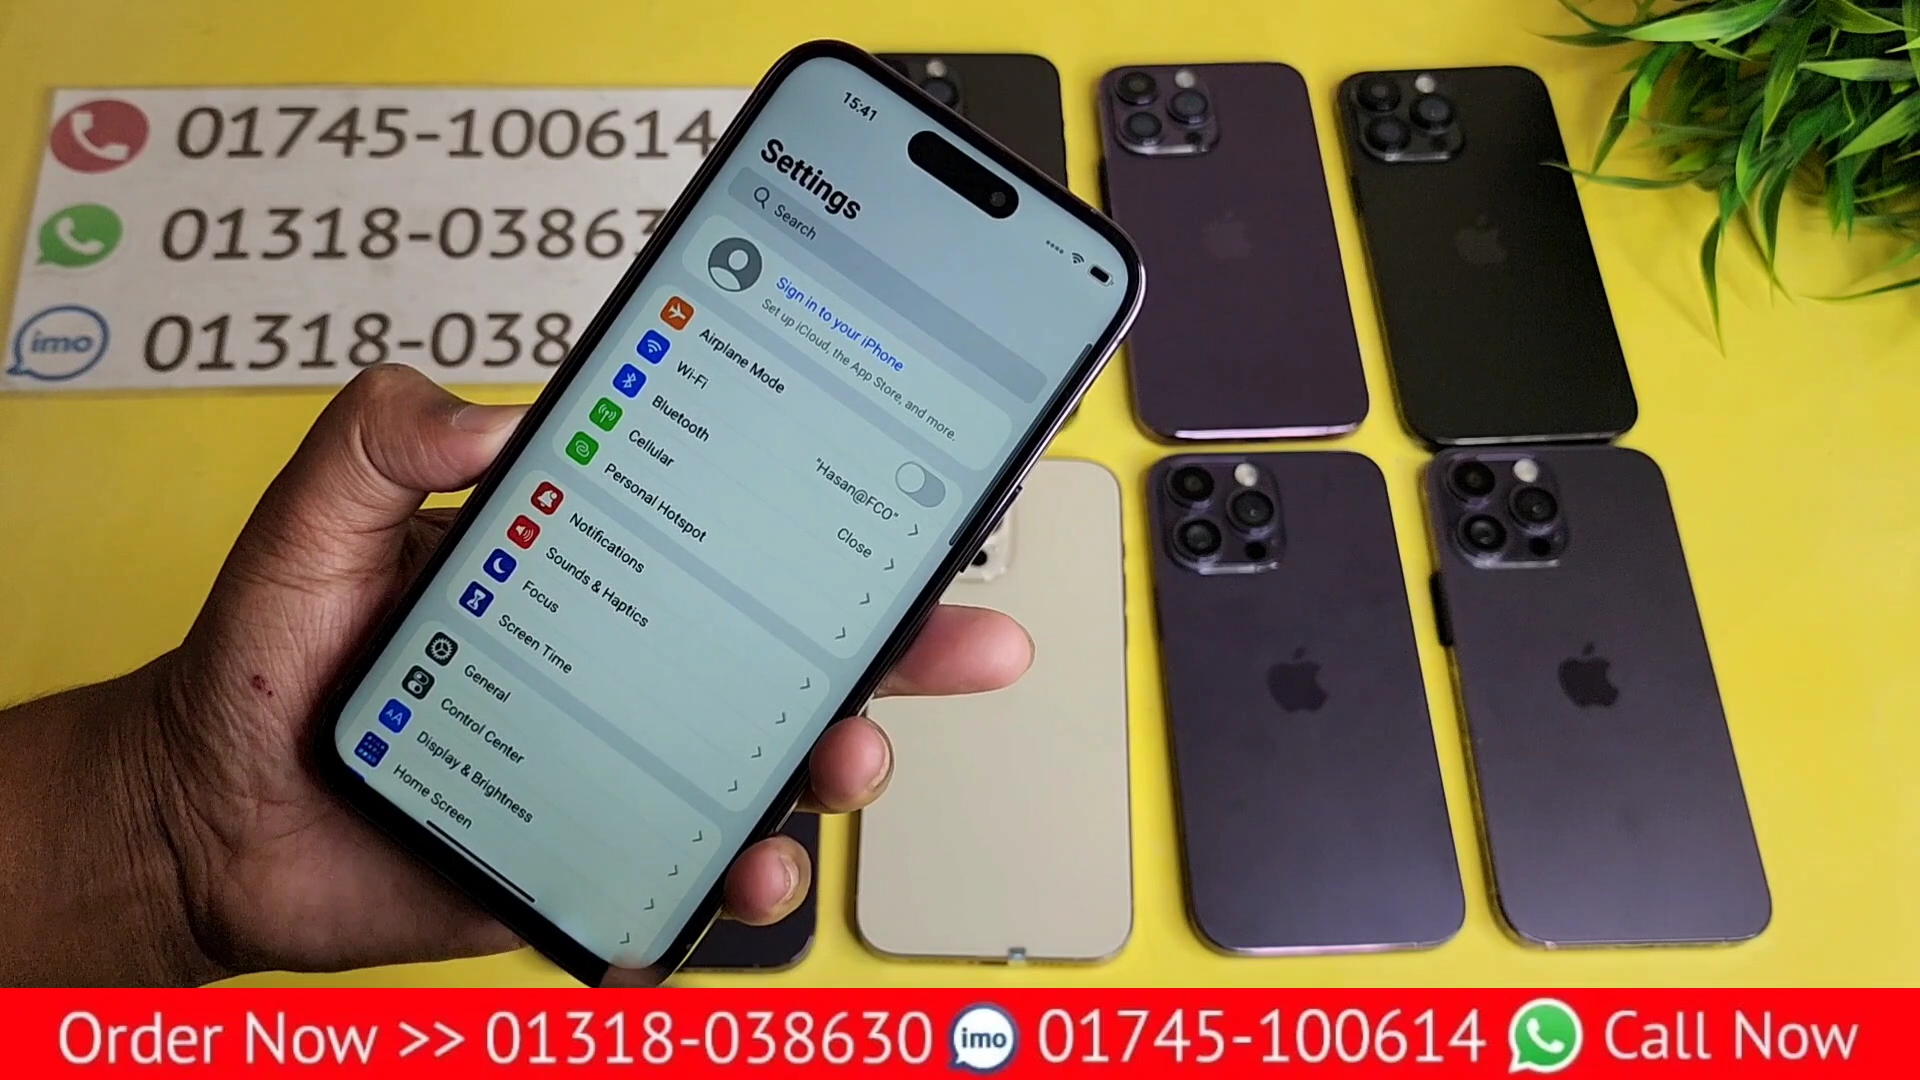 01745-100614
01318-03863
imo 01318-038
15:41
Settings
Search
Sign in to your iPhone
Set up iCloud, the App Store, and more.
Airplane Mode
Wi-Fi "Hasan@FCO"
Bluetooth Close
Cellular
Personal Hotspot
Notifications
Sounds & Haptics
Focus
Screen Time
General
Control Center
AA Display & Brightness
Home Screen
Order Now >> 01318-038630 imo 01745-100614 Call Now